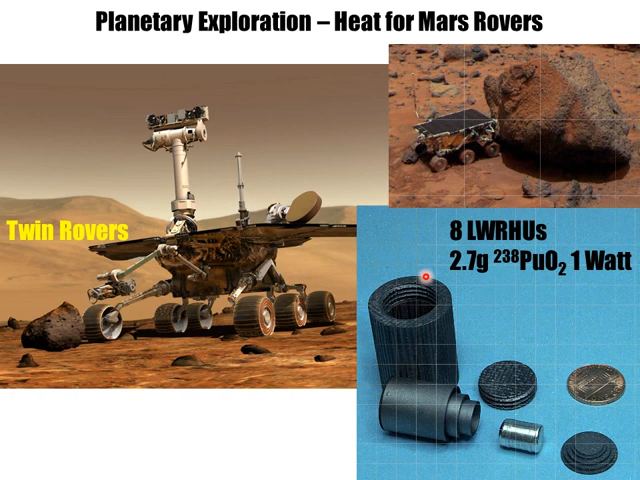 Planetary Exploration – Heat for Mars Rovers
Twin Rovers
8 LWRHUs
2.7g ²³⁸PuO₂ 1 Watt